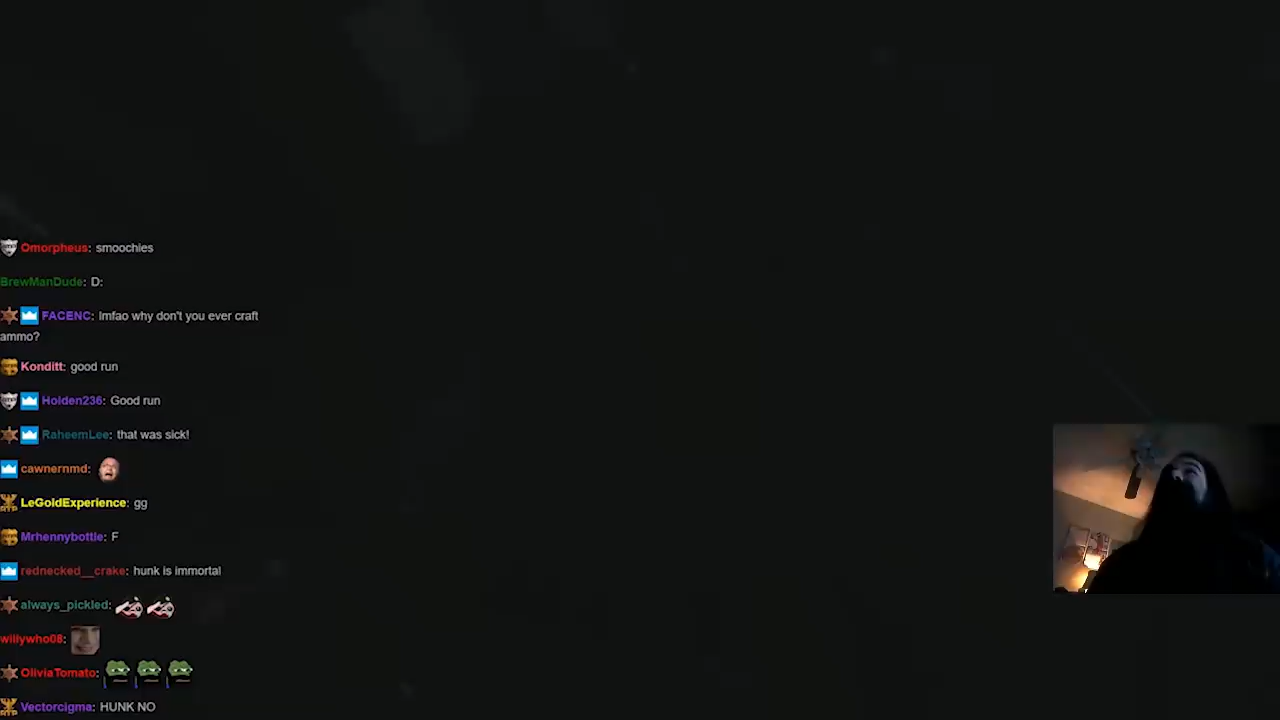 Omorpheus: smoochies
BrewManDude: D:
FACENC: lmfao why don't you ever craft
ammo?
Konditt: good run
Holden236: Good run
RaheemLee: that was sick!
cawnernmd:
LeGoldExperience: gg
Mrhennybottle: F
rednecked__crake: hunk is immortal
always_pickled:
willywho08:
OliviaTomato:
Vectorcigma: HUNK NO